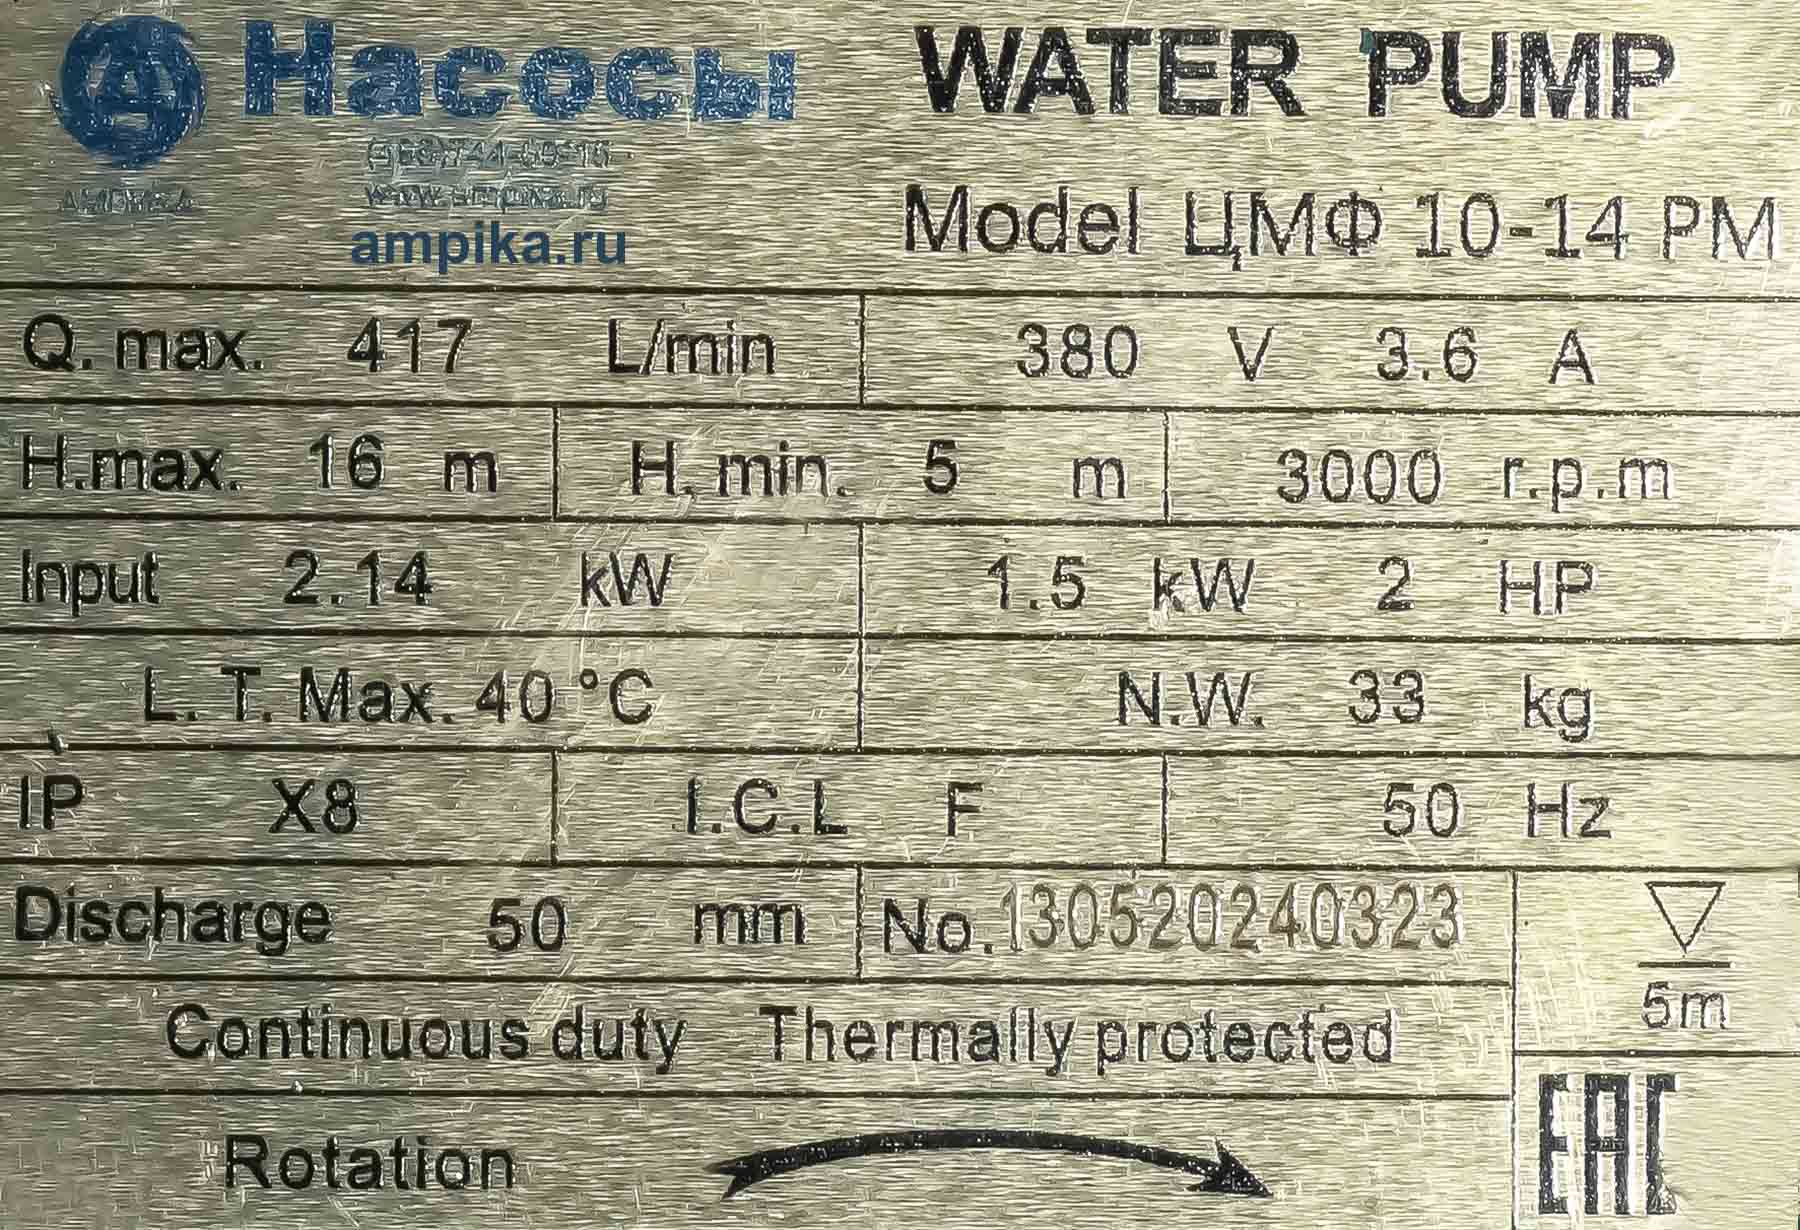 Насосы
WATER PUMP
АМПИКА
ampika.ru
Model ЦМФ 10-14 РМ
Q. max. 417 L/min 380 V 3.6 A
H.max. 16 m H. min. 5 m 3000 r.p.m
Input 2.14 kW 1.5 kW 2 HP
L. T. Max. 40 °C N.W. 33 kg
IP X8 I.C.L F 50 Hz
Discharge 50 mm No. 130520240323
5m
Continuous duty Thermally protected
EAC
Rotation